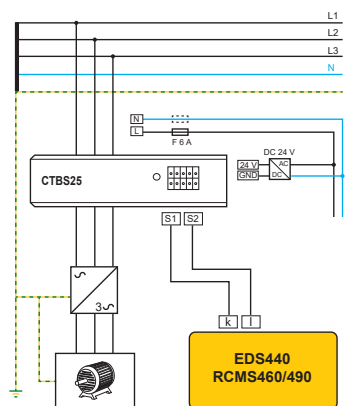 L1
L2
L3
N
N
L
F 6 A
DC 24 V
24 V
GND
AC
DC
CTBS25
S1 S2
3
k l
EDS440
RCMS460/490